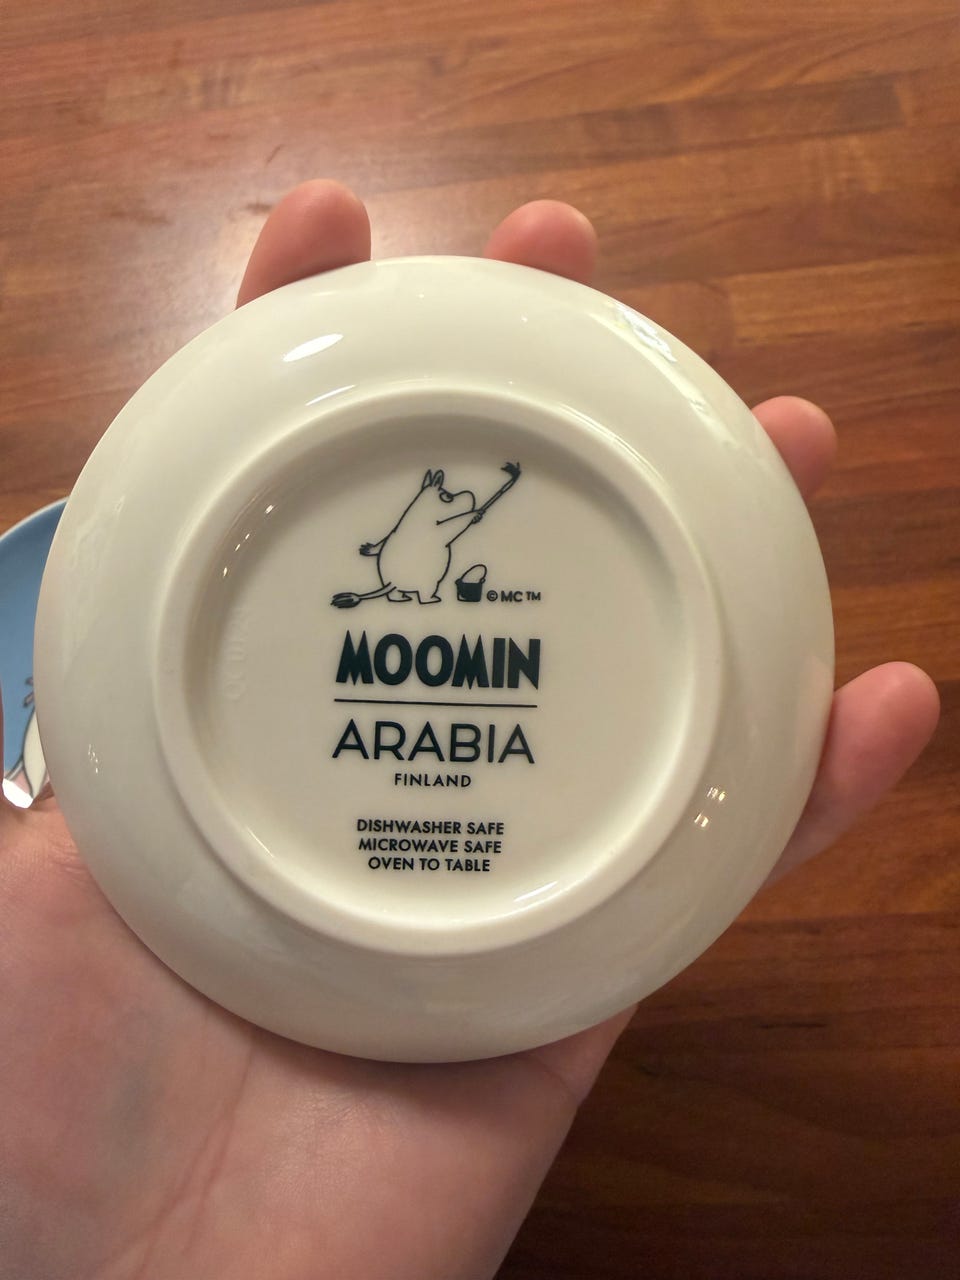 © MC ™
MOOMIN
ARABIA
FINLAND
DISHWASHER SAFE
MICROWAVE SAFE
OVEN TO TABLE